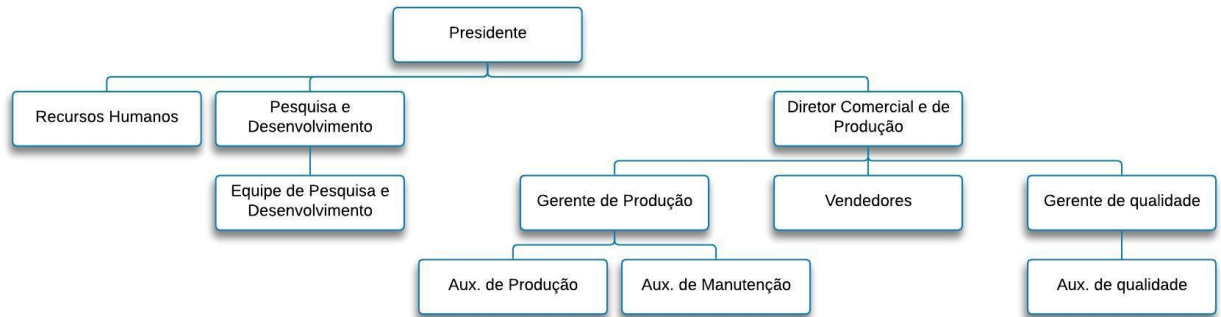 Presidente
Recursos Humanos
Pesquisa e
Desenvolvimento
Diretor Comercial e de
Produção
Equipe de Pesquisa e
Desenvolvimento
Gerente de Produção
Vendedores
Gerente de qualidade
Aux. de Produção
Aux. de Manutenção
Aux. de qualidade